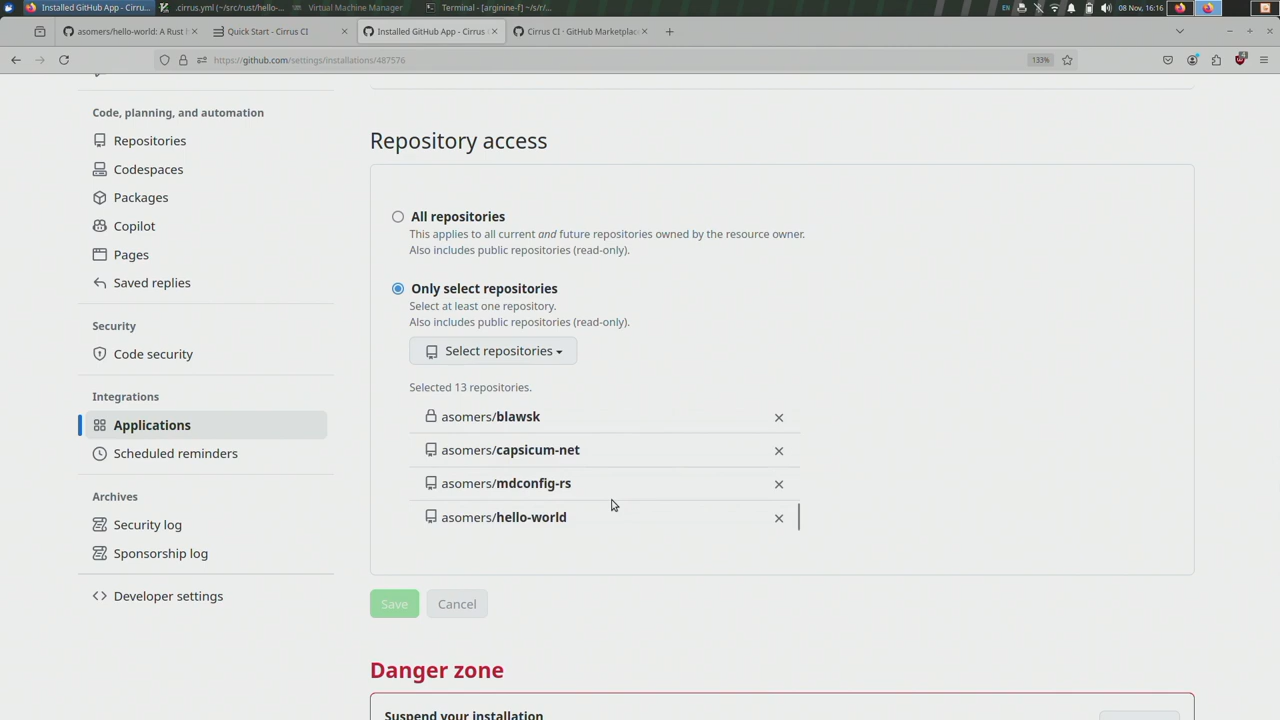 Installed GitHub App - Cirru...
.cirrus.yml (~/src/rust/hello-...
Virtual Machine Manager
Terminal - [arginine-f] ~/s/r/...
EN
08 Nov, 16:16
asomers/hello-world: A Rust
Quick Start - Cirrus CI
Installed GitHub App - Cirrus
Cirrus CI · GitHub Marketplac
https://github.com/settings/installations/487576
133%
Code, planning, and automation
Repositories
Codespaces
Packages
Copilot
Pages
Saved replies
Security
Code security
Integrations
Applications
Scheduled reminders
Archives
Security log
Sponsorship log
Developer settings
Repository access
All repositories
This applies to all current and future repositories owned by the resource owner.
Also includes public repositories (read-only).
Only select repositories
Select at least one repository.
Also includes public repositories (read-only).
Select repositories
Selected 13 repositories.
asomers/blawsk
asomers/capsicum-net
asomers/mdconfig-rs
asomers/hello-world
Save
Cancel
Danger zone
Suspend your installation